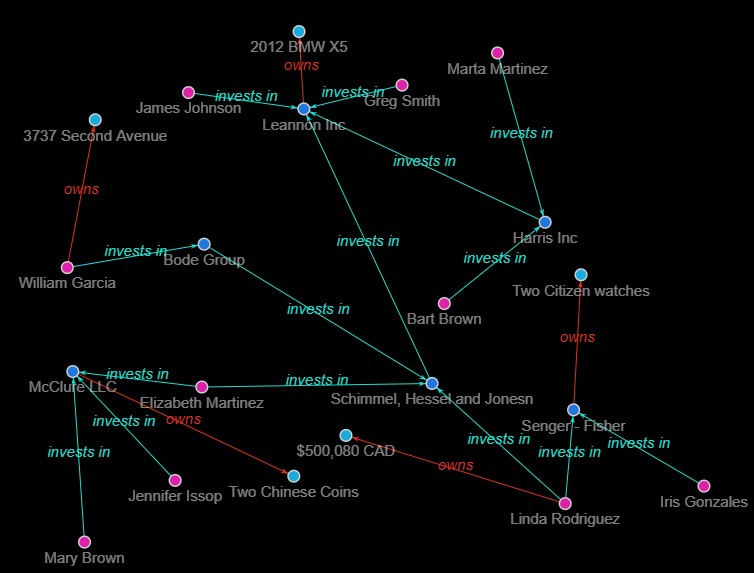 2012 BMW X5
owns
Marta Martinez
James Johnson
invests in
invests in
Greg Smith
Leannon Inc
3737 Second Avenue
invests in
invests in
owns
invests in
Harris Inc
invests in
Bode Group
invests in
invests in
William Garcia
Two Citizen watches
invests in
Bart Brown
owns
McClure LLC
invests in
Elizabeth Martinez
invests in
Schimmel, Hessel and Jonesn
invests in
owns
Senger - Fisher
invests in
invests in
invests in
$500,080 CAD
invests in
owns
Jennifer Issop
Two Chinese Coins
Iris Gonzales
Linda Rodriguez
Mary Brown